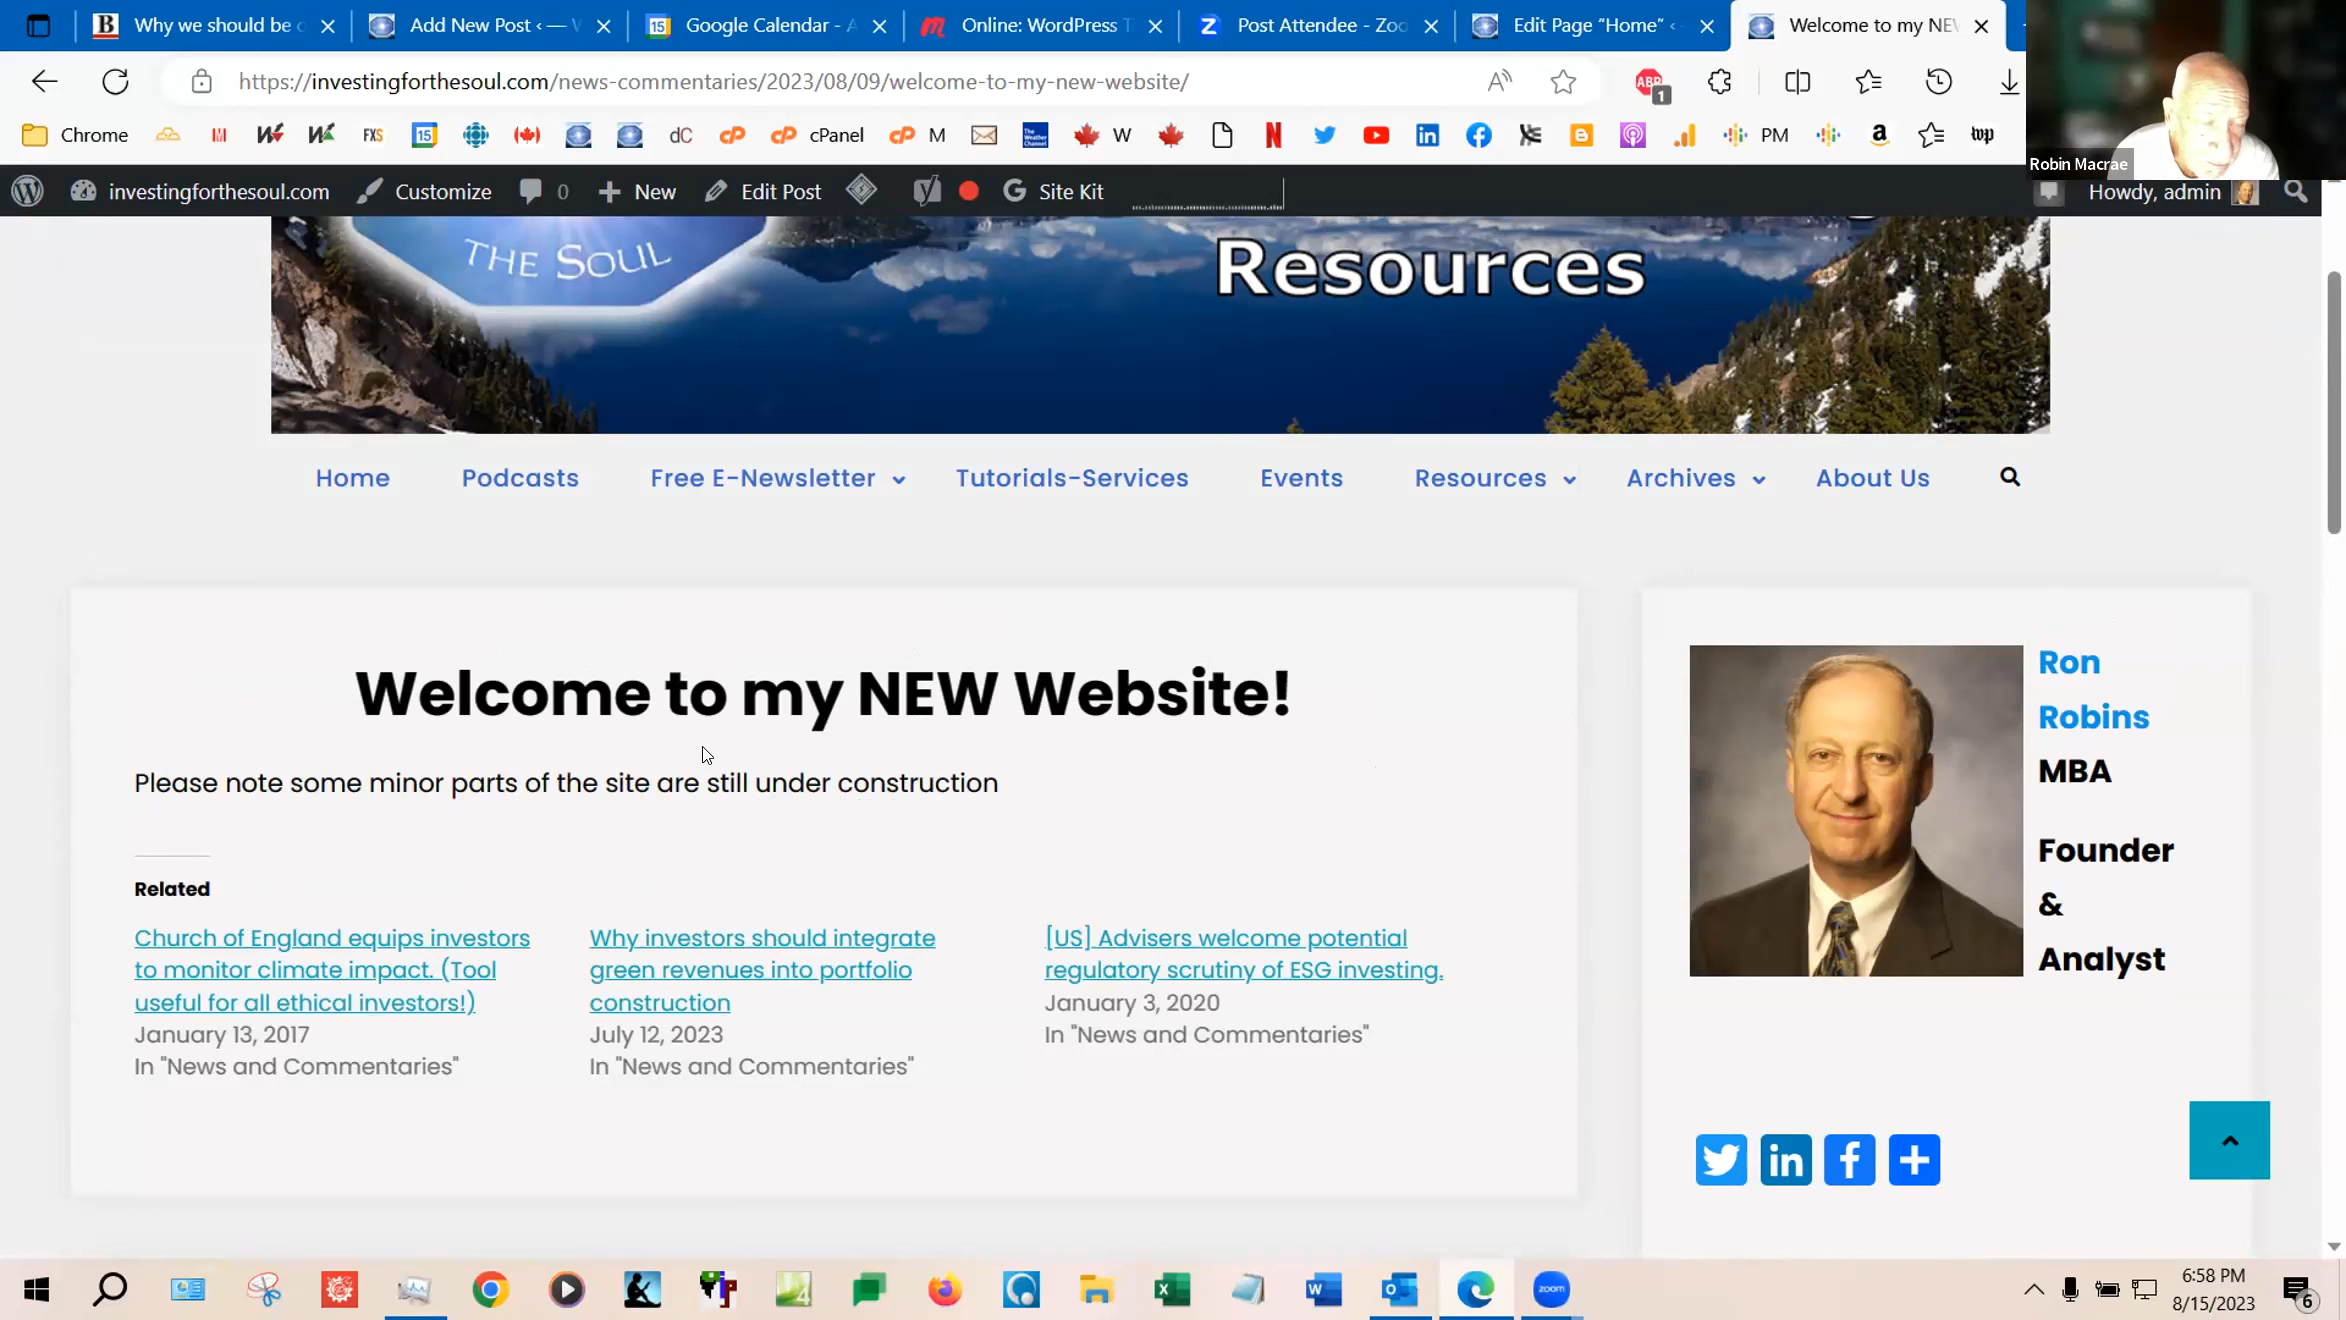 Why we should be
Add New Post ‹ —
Google Calendar -
Online: WordPress
Post Attendee - Zoo
Edit Page “Home” ‹
Welcome to my NEW
https://investingforthesoul.com/news-commentaries/2023/08/09/welcome-to-my-new-website/
ABP
1
Chrome
FXS
15
dC
cPanel
M
W
PM
Robin Macrae
investingforthesoul.com
Customize
0
New
Edit Post
Site Kit
Howdy, admin
THE SOUL
Resources
Home
Podcasts
Free E-Newsletter
Tutorials-Services
Events
Resources
Archives
About Us
Welcome to my NEW Website!
Please note some minor parts of the site are still under construction
Related
Church of England equips investors
to monitor climate impact. (Tool
useful for all ethical investors!)
January 13, 2017
In "News and Commentaries"
Why investors should integrate
green revenues into portfolio
construction
July 12, 2023
In "News and Commentaries"
[US] Advisers welcome potential
regulatory scrutiny of ESG investing.
January 3, 2020
In "News and Commentaries"
Ron
Robins
MBA
Founder
&
Analyst
zoom
6:58 PM
8/15/2023
6